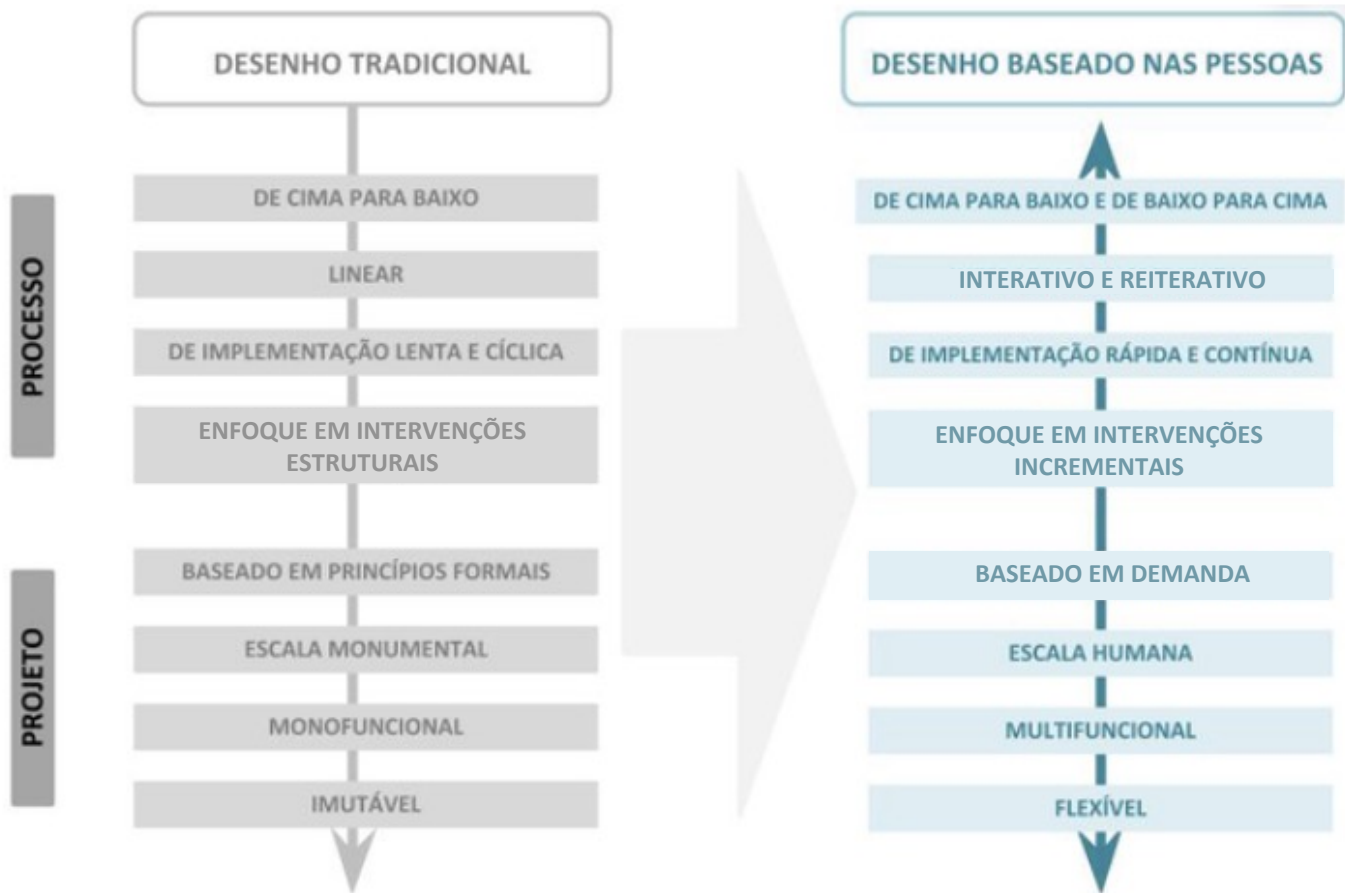 DESENHO TRADICIONAL
DESENHO BASEADO NAS PESSOAS
PROCESSO
DE CIMA PARA BAIXO
DE CIMA PARA BAIXO E DE BAIXO PARA CIMA
LINEAR
INTERATIVO E REITERATIVO
DE IMPLEMENTAÇÃO LENTA E CÍCLICA
DE IMPLEMENTAÇÃO RÁPIDA E CONTÍNUA
ENFOQUE EM INTERVENÇÕES
ESTRUTURAIS
ENFOQUE EM INTERVENÇÕES
INCREMENTAIS
PROJETO
BASEADO EM PRINCÍPIOS FORMAIS
BASEADO EM DEMANDA
ESCALA MONUMENTAL
ESCALA HUMANA
MONOFUNCIONAL
MULTIFUNCIONAL
IMUTÁVEL
FLEXÍVEL